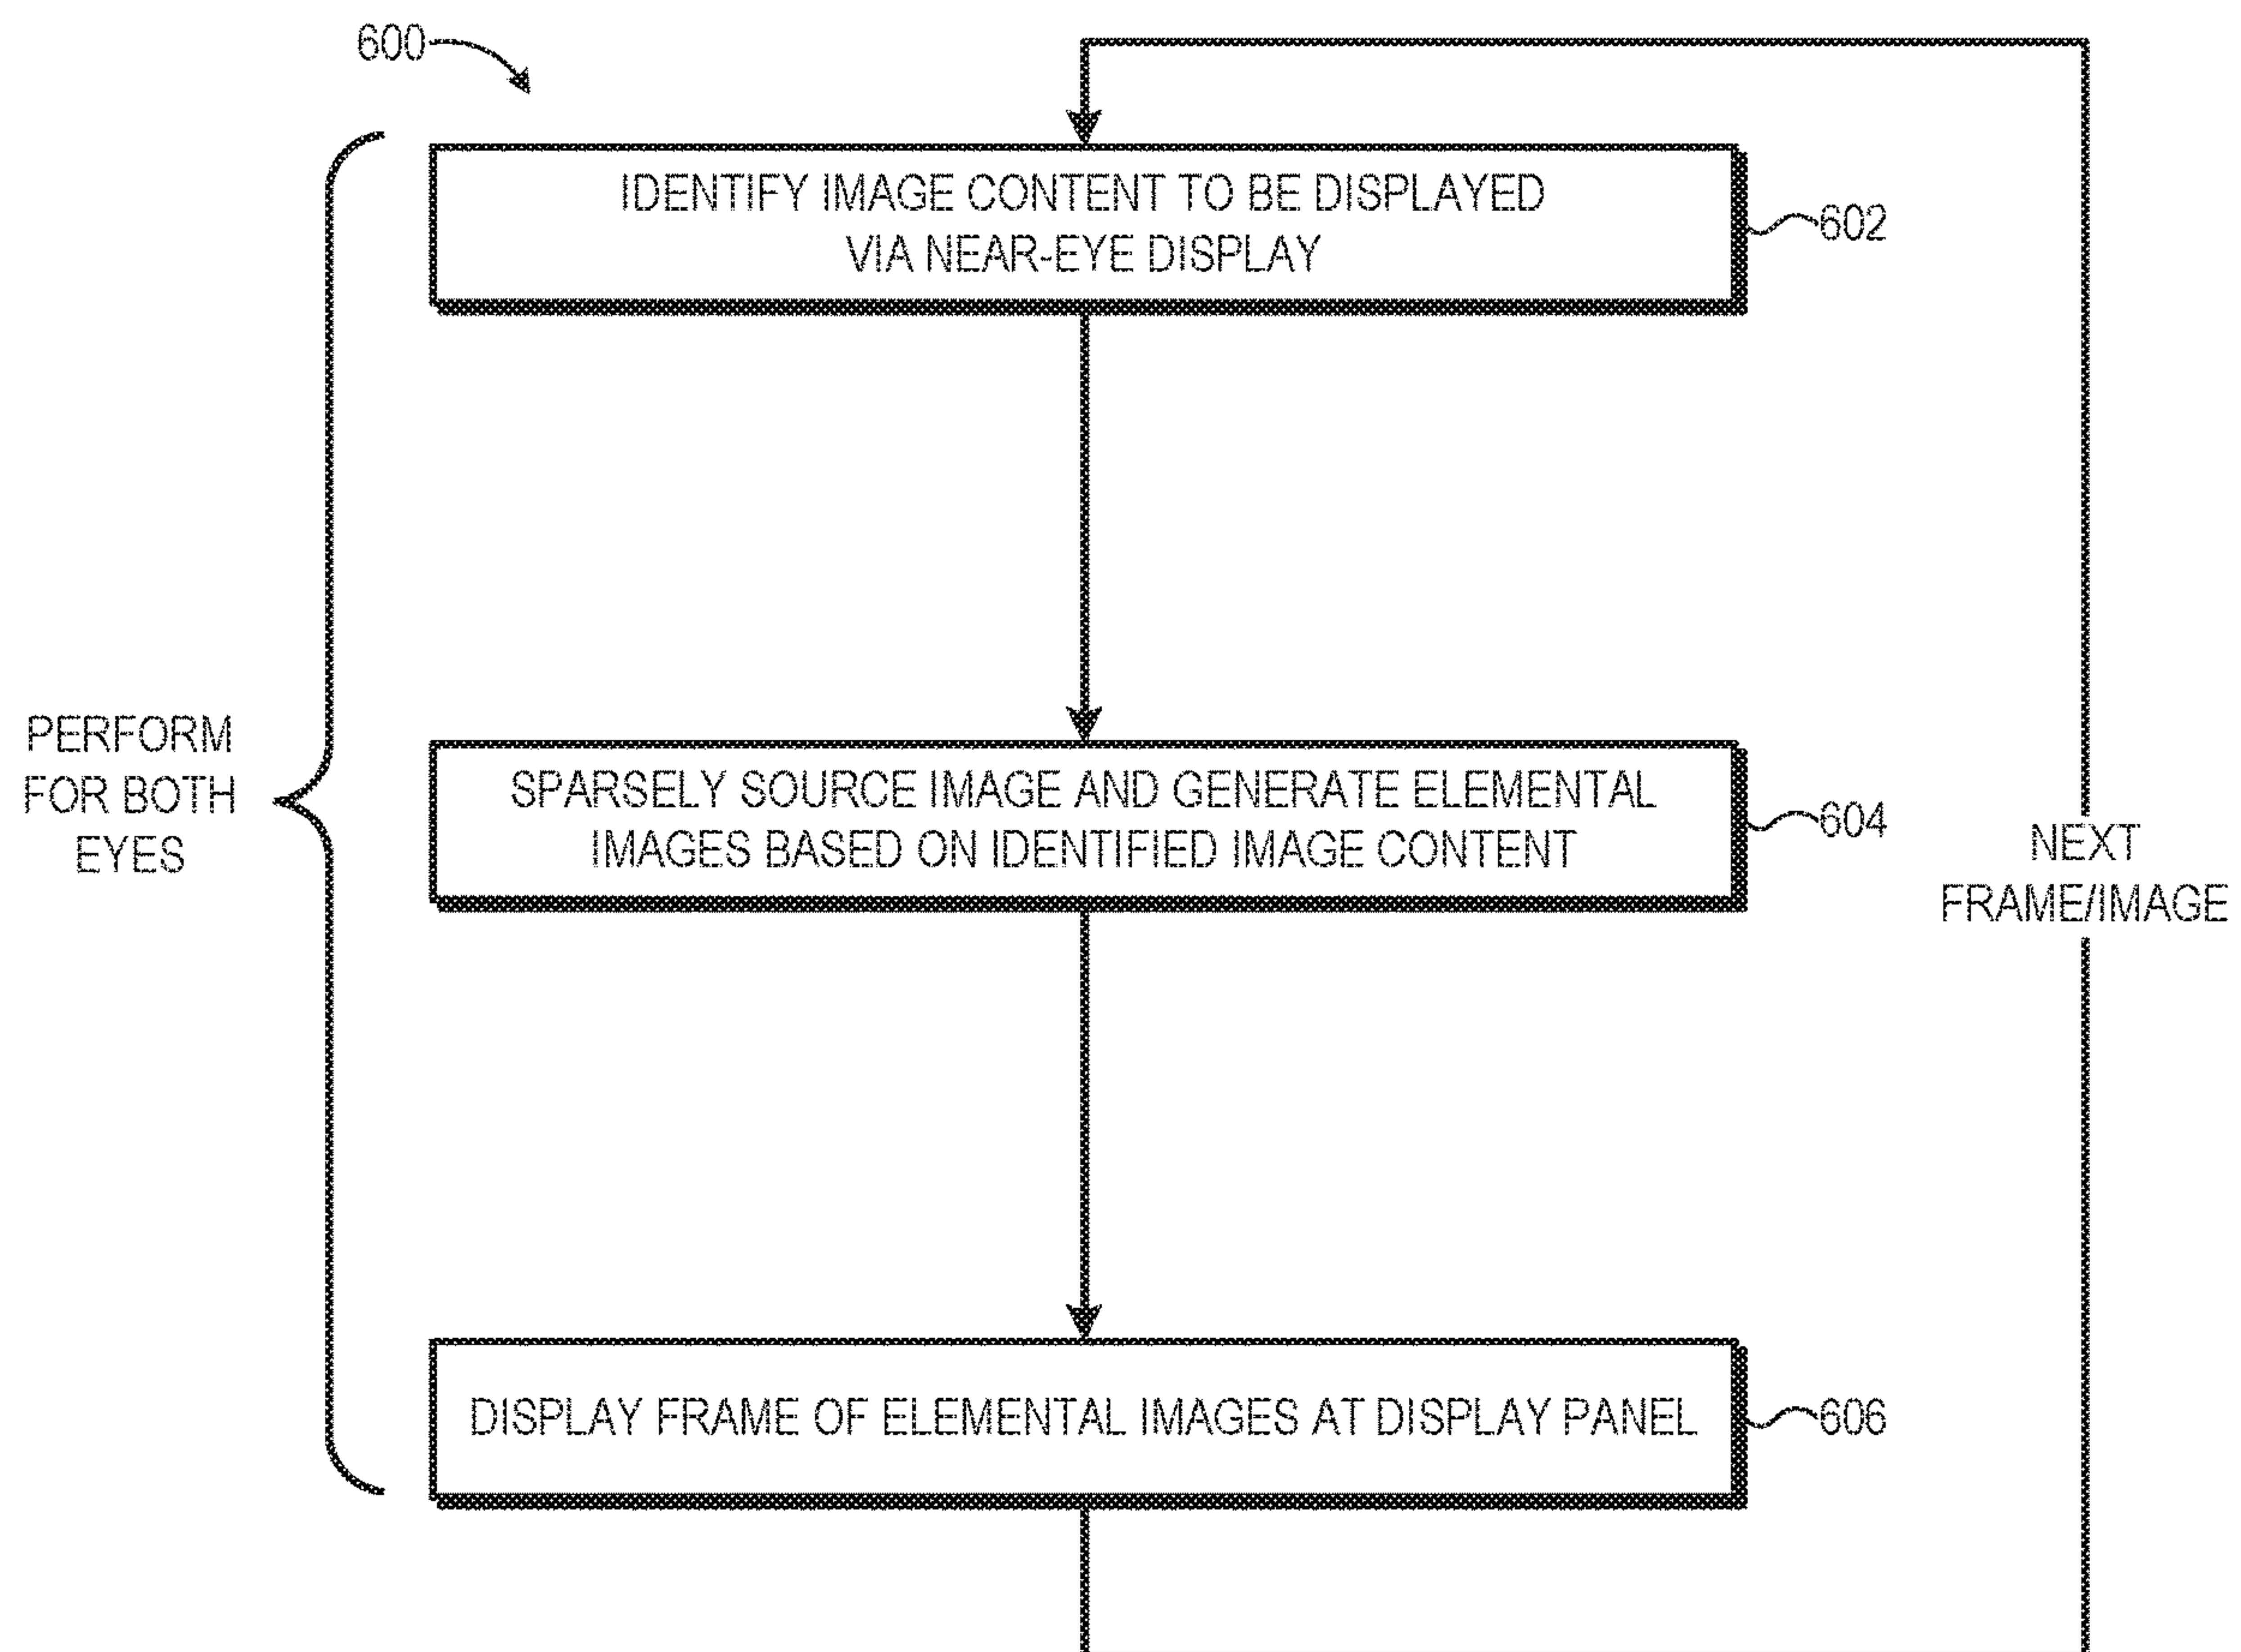 600
IDENTIFY IMAGE CONTENT TO BE DISPLAYED
VIA NEAR-EYE DISPLAY
602
PERFORM
FOR BOTH
EYES
SPARSELY SOURCE IMAGE AND GENERATE ELEMENTAL
IMAGES BASED ON IDENTIFIED IMAGE CONTENT
604
NEXT
FRAME/IMAGE
DISPLAY FRAME OF ELEMENTAL IMAGES AT DISPLAY PANEL
606